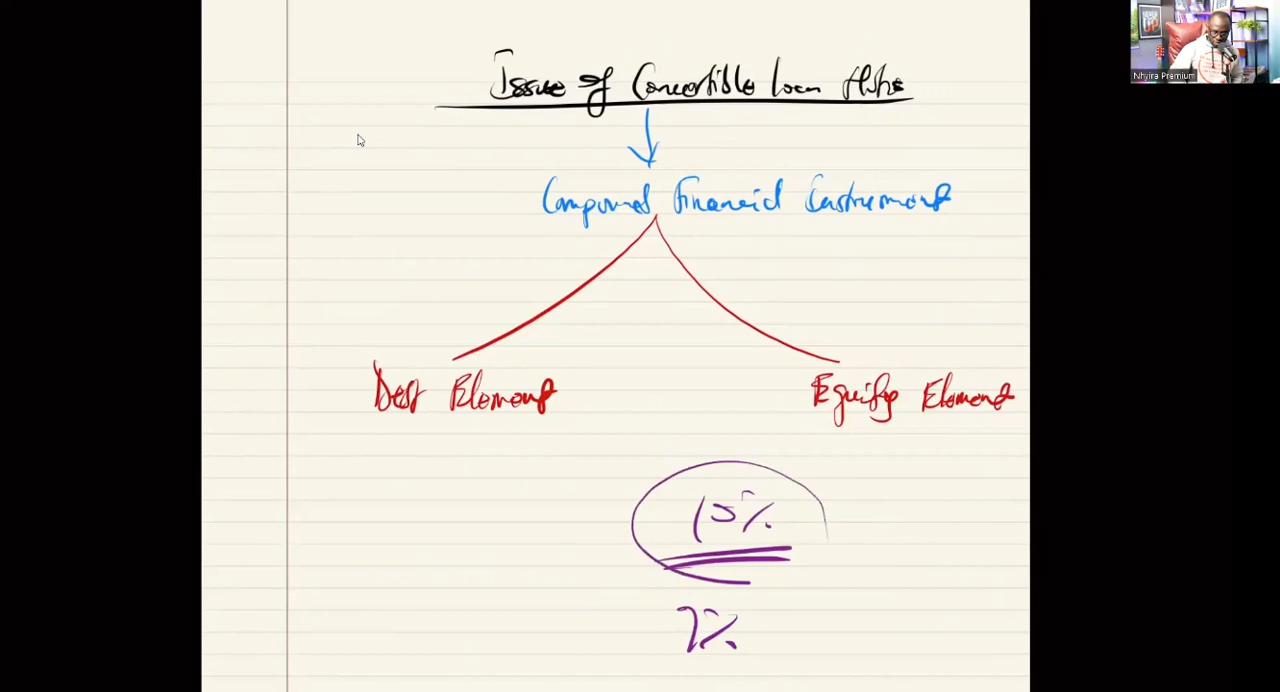 Issue of Convertible Loan Notes
Compound Financial Instrument
Debt Element
Equity Element
15%
7%
Nhyira Premium